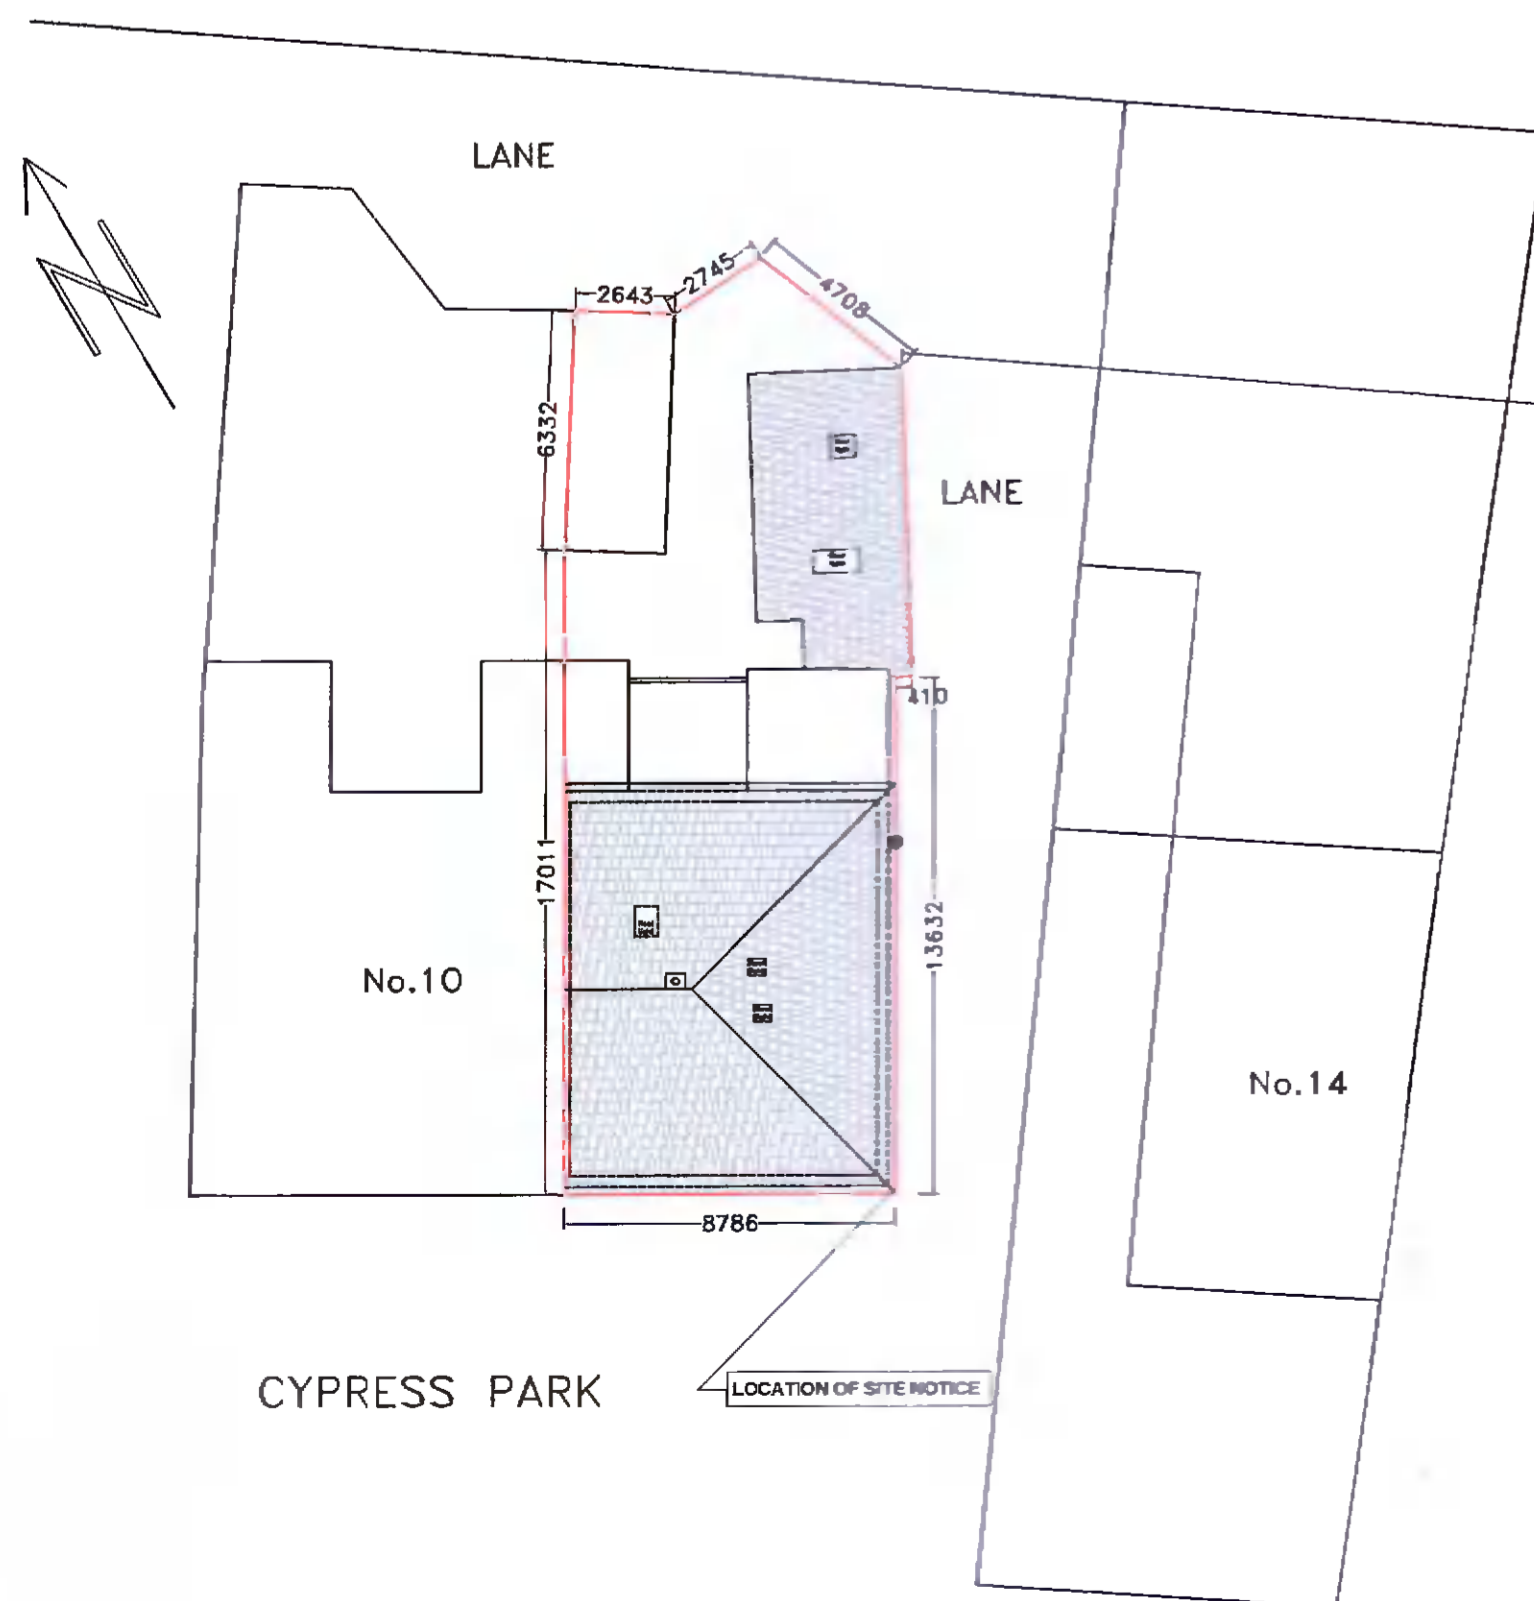 LANE
2643
2745
4708
6332
LANE
410
17011
13632
No.10
No.14
8786
CYPRESS PARK
LOCATION OF SITE NOTICE
N